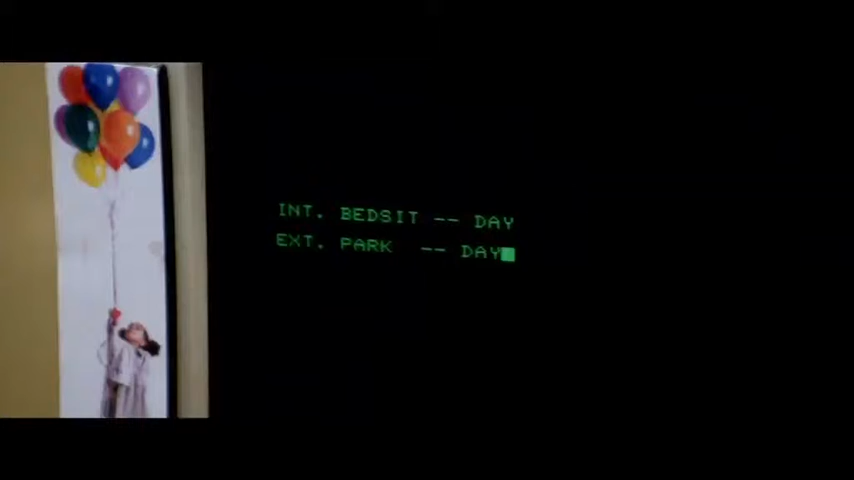 INT. BEDSIT -- DAY
EXT. PARK -- DAY